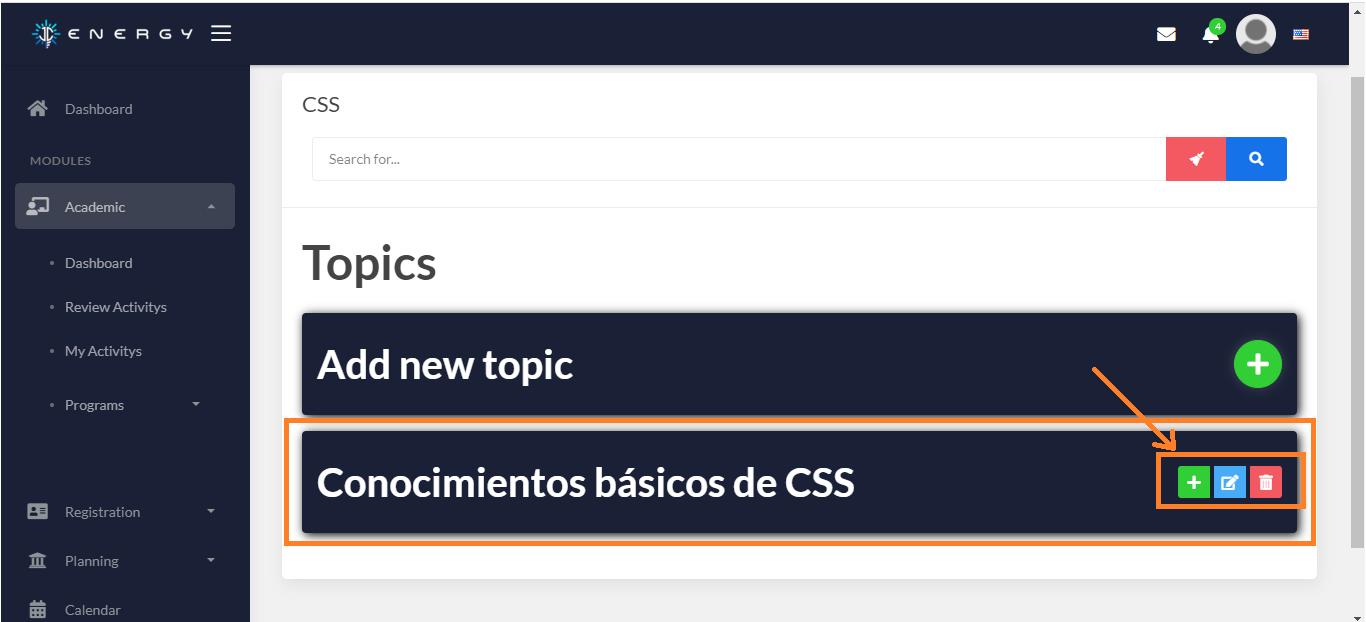 ENERGY
4
Dashboard
MODULES
Academic
Dashboard
Review Activitys
My Activitys
Programs
Registration
Planning
Calendar
CSS
Search for...
Topics
Add new topic
Conocimientos básicos de CSS